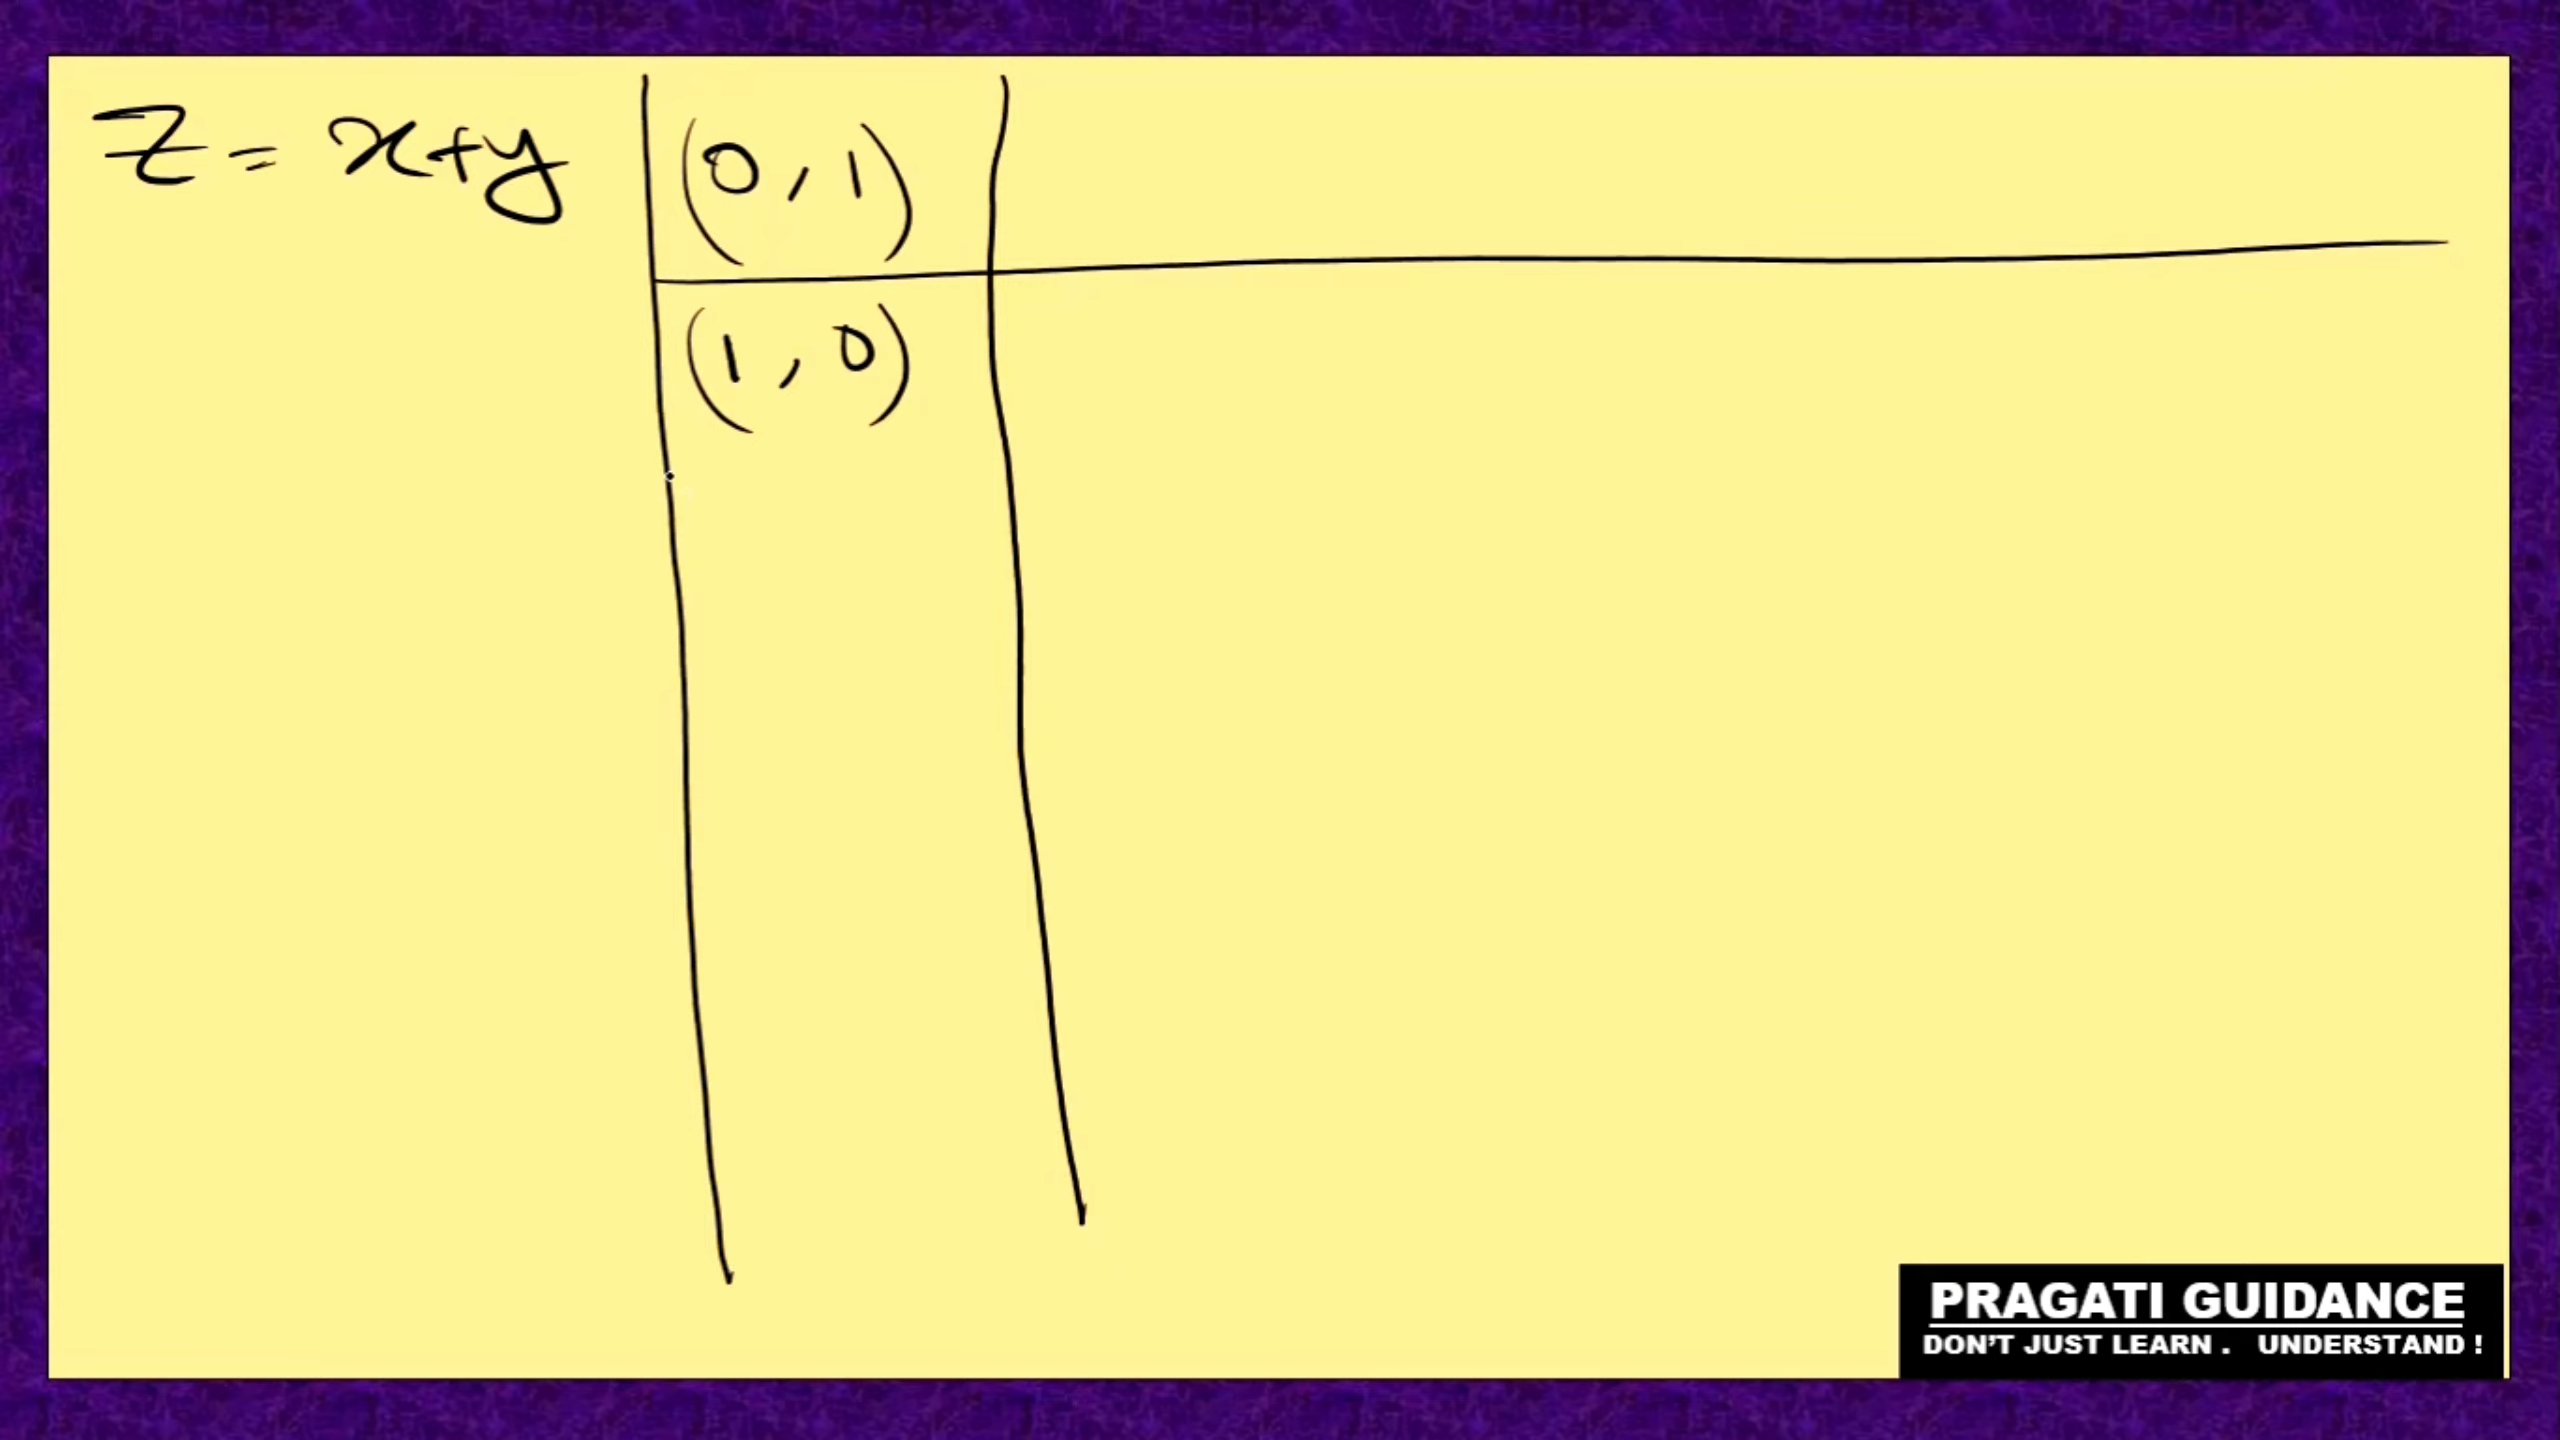 z = x+y
(0, 1)
(1, 0)
PRAGATI GUIDANCE
DON'T JUST LEARN. UNDERSTAND!